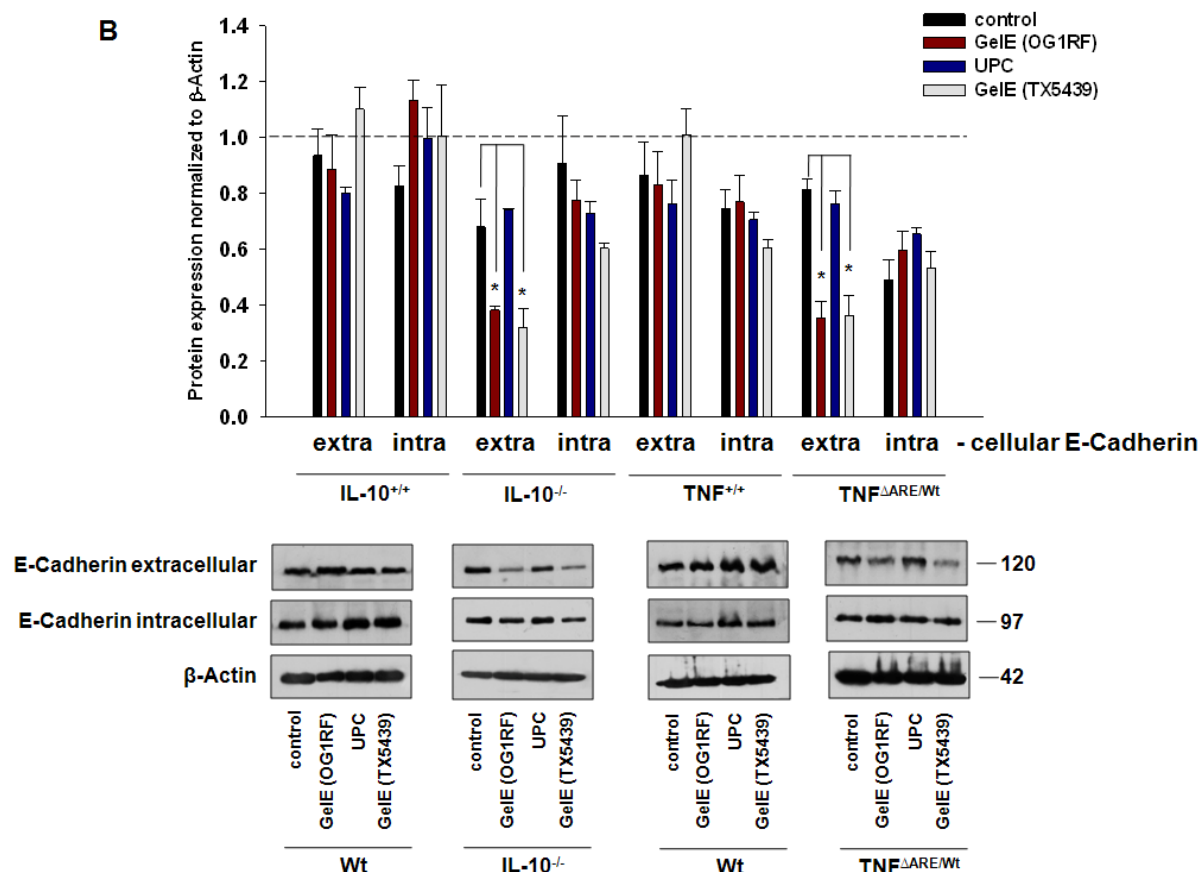 B
control
GelE (OG1RF)
UPC
GelE (TX5439)
Protein expression normalized to β-Actin
1.4
1.2
1.0
0.8
0.6
0.4
0.2
0.0
* * * *
extra intra extra intra extra intra extra intra - cellular E-Cadherin
IL-10+/+ IL-10-/- TNF+/+ TNFΔARE/Wt
E-Cadherin extracellular 120
E-Cadherin intracellular 97
β-Actin 42
control
GelE (OG1RF)
UPC
GelE (TX5439)
control
GelE (OG1RF)
UPC
GelE (TX5439)
control
GelE (OG1RF)
UPC
GelE (TX5439)
control
GelE (OG1RF)
UPC
GelE (TX5439)
Wt IL-10-/- Wt TNFΔARE/Wt